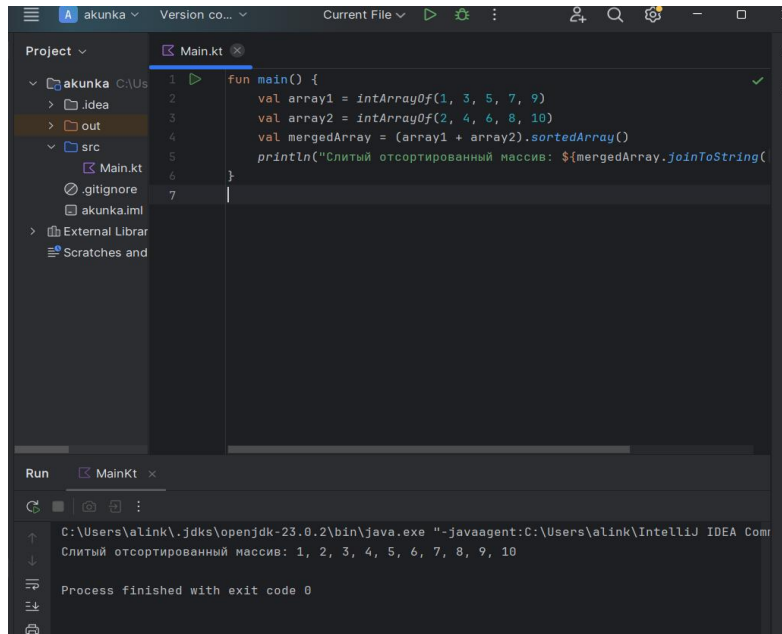 A akunka Version co... Current File
Project
Main.kt
akunka C:\Us
.idea
out
src
Main.kt
.gitignore
akunka.iml
External Librar
Scratches and
1 fun main() {
2 val array1 = intArrayOf(1, 3, 5, 7, 9)
3 val array2 = intArrayOf(2, 4, 6, 8, 10)
4 val mergedArray = (array1 + array2).sortedArray()
5 println("Слитый отсортированный массив: ${mergedArray.joinToString(
6 }
7
Run MainKt
C:\Users\alink\.jdks\openjdk-23.0.2\bin\java.exe "-javaagent:C:\Users\alink\IntelliJ IDEA Com
Слитый отсортированный массив: 1, 2, 3, 4, 5, 6, 7, 8, 9, 10
Process finished with exit code 0